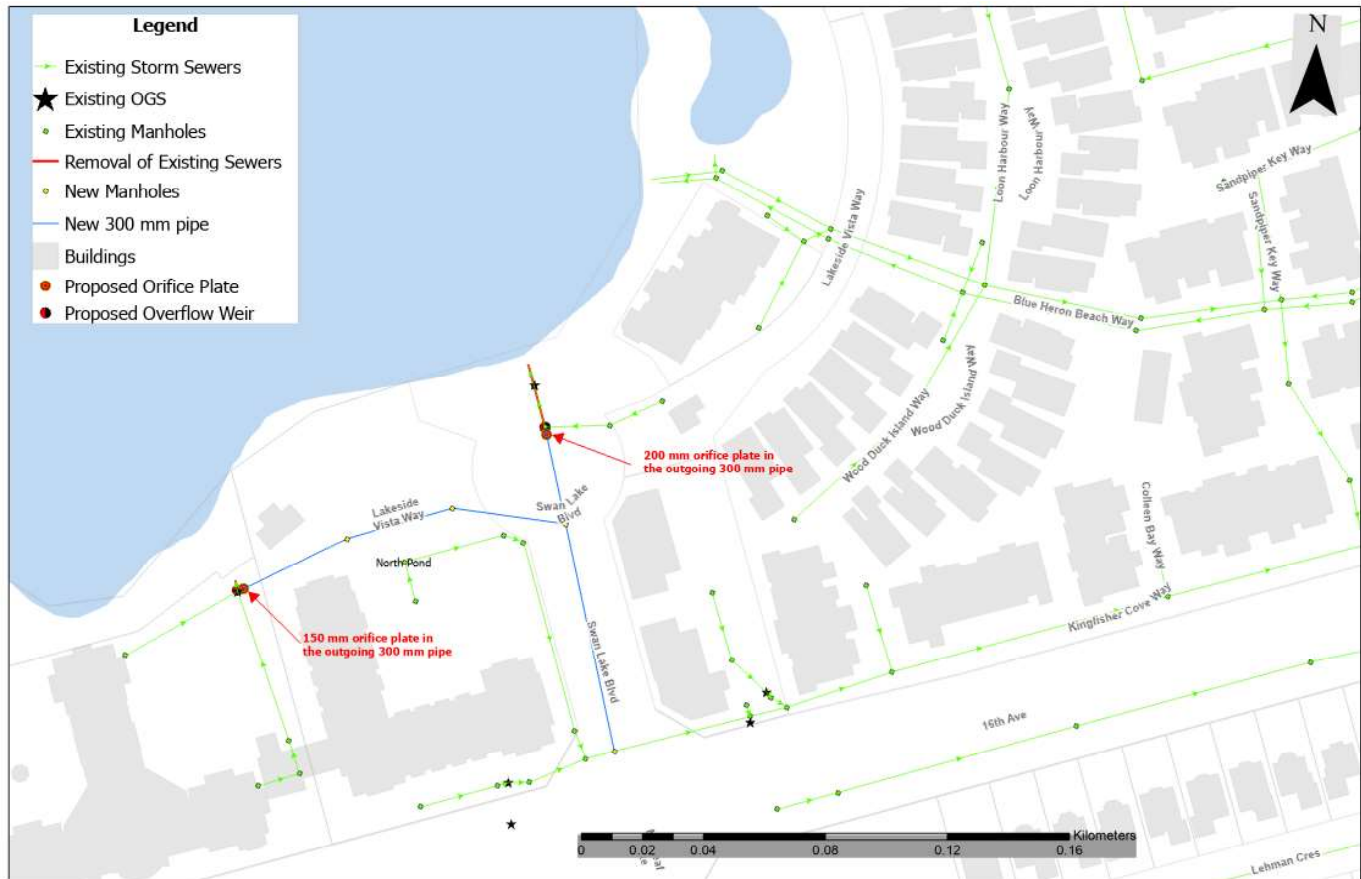 Legend
Existing Storm Sewers
Existing OGS
Existing Manholes
Removal of Existing Sewers
New Manholes
New 300 mm pipe
Buildings
Proposed Orifice Plate
Proposed Overflow Weir
N
Loon Harbour Way
Loon Harbour
Way
Sandpiper Key Way
Sandpiper Key Way
Lakeside Vista Way
Blue Heron Beach Way
Wood Duck Island Way
Wood Duck Island
Way
200 mm orifice plate in
the outgoing 300 mm pipe
Colleen Bay Way
Lakeside
Vista Way
Swan Lake
Blvd
North Pond
150 mm orifice plate in
the outgoing 300 mm pipe
Swan Lake Blvd
Kingfisher Cove Way
16th Ave
Kilometers
0 0.02 0.04 0.08 0.12 0.16
Lehman Cres